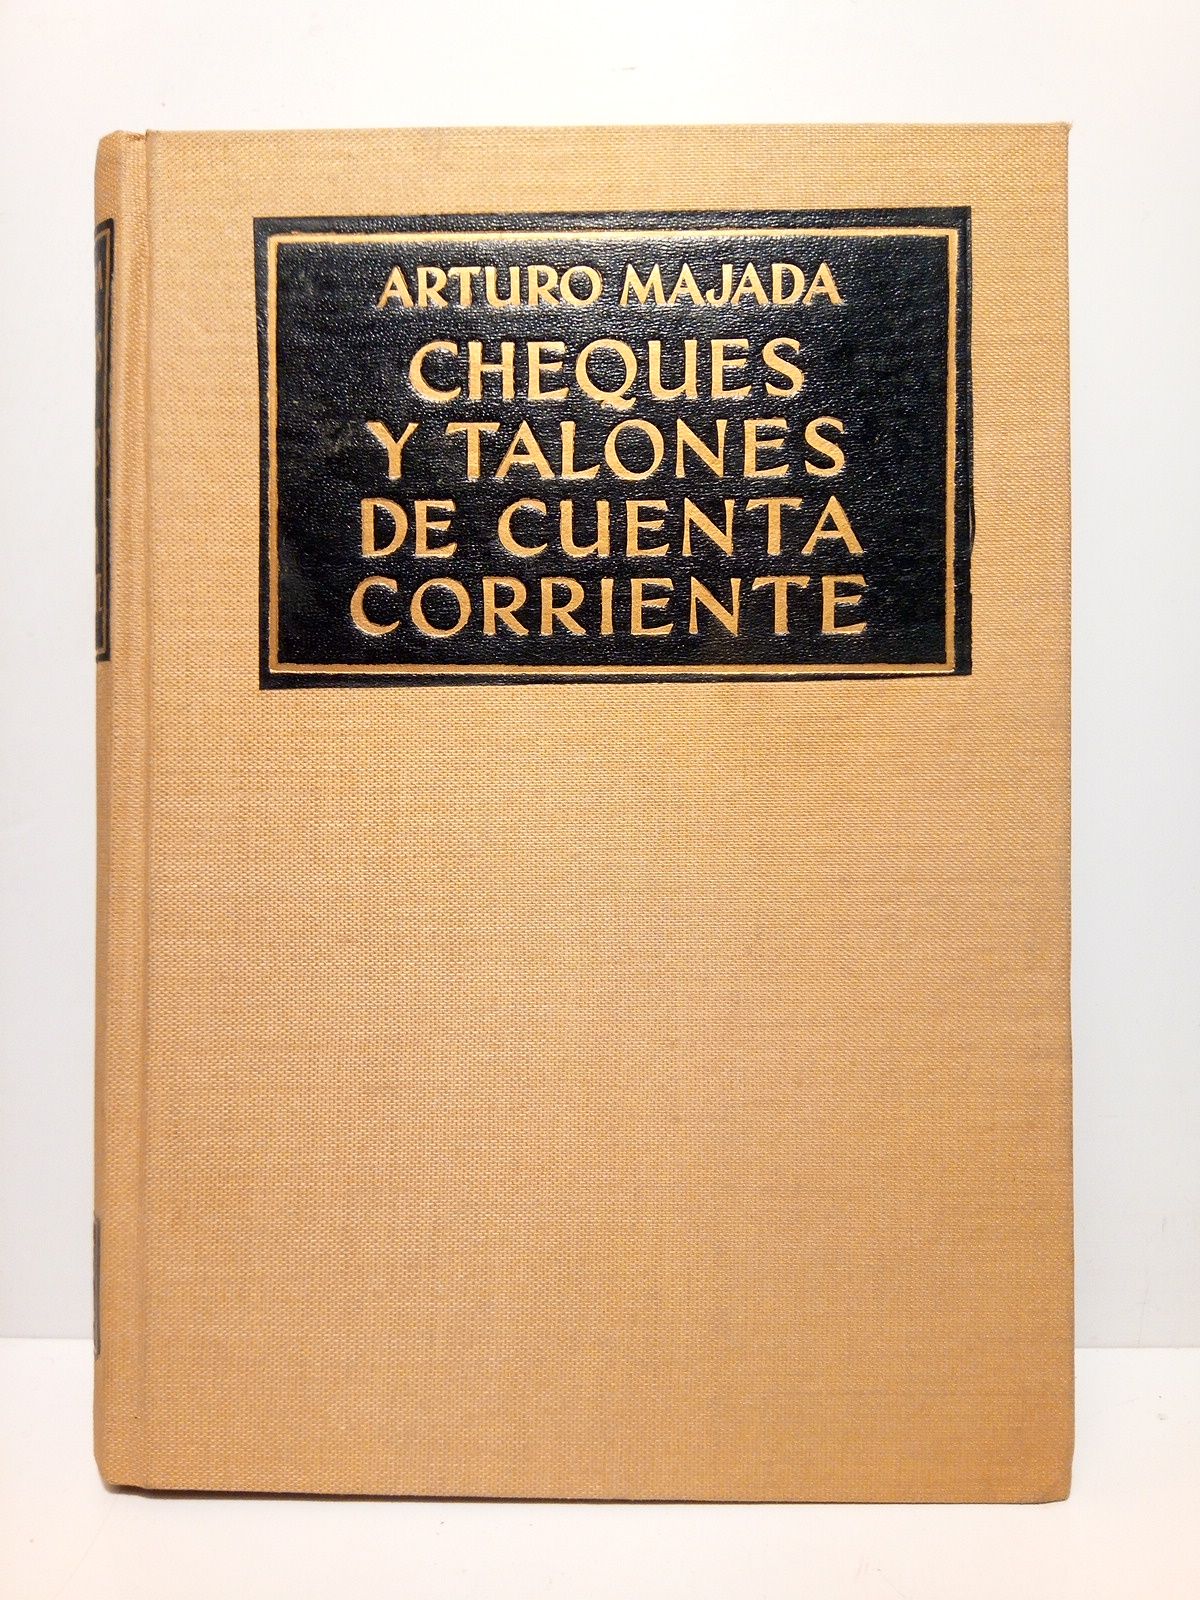 ARTURO MAJADA
CHEQUES
Y TALONES
DE CUENTA
CORRIENTE